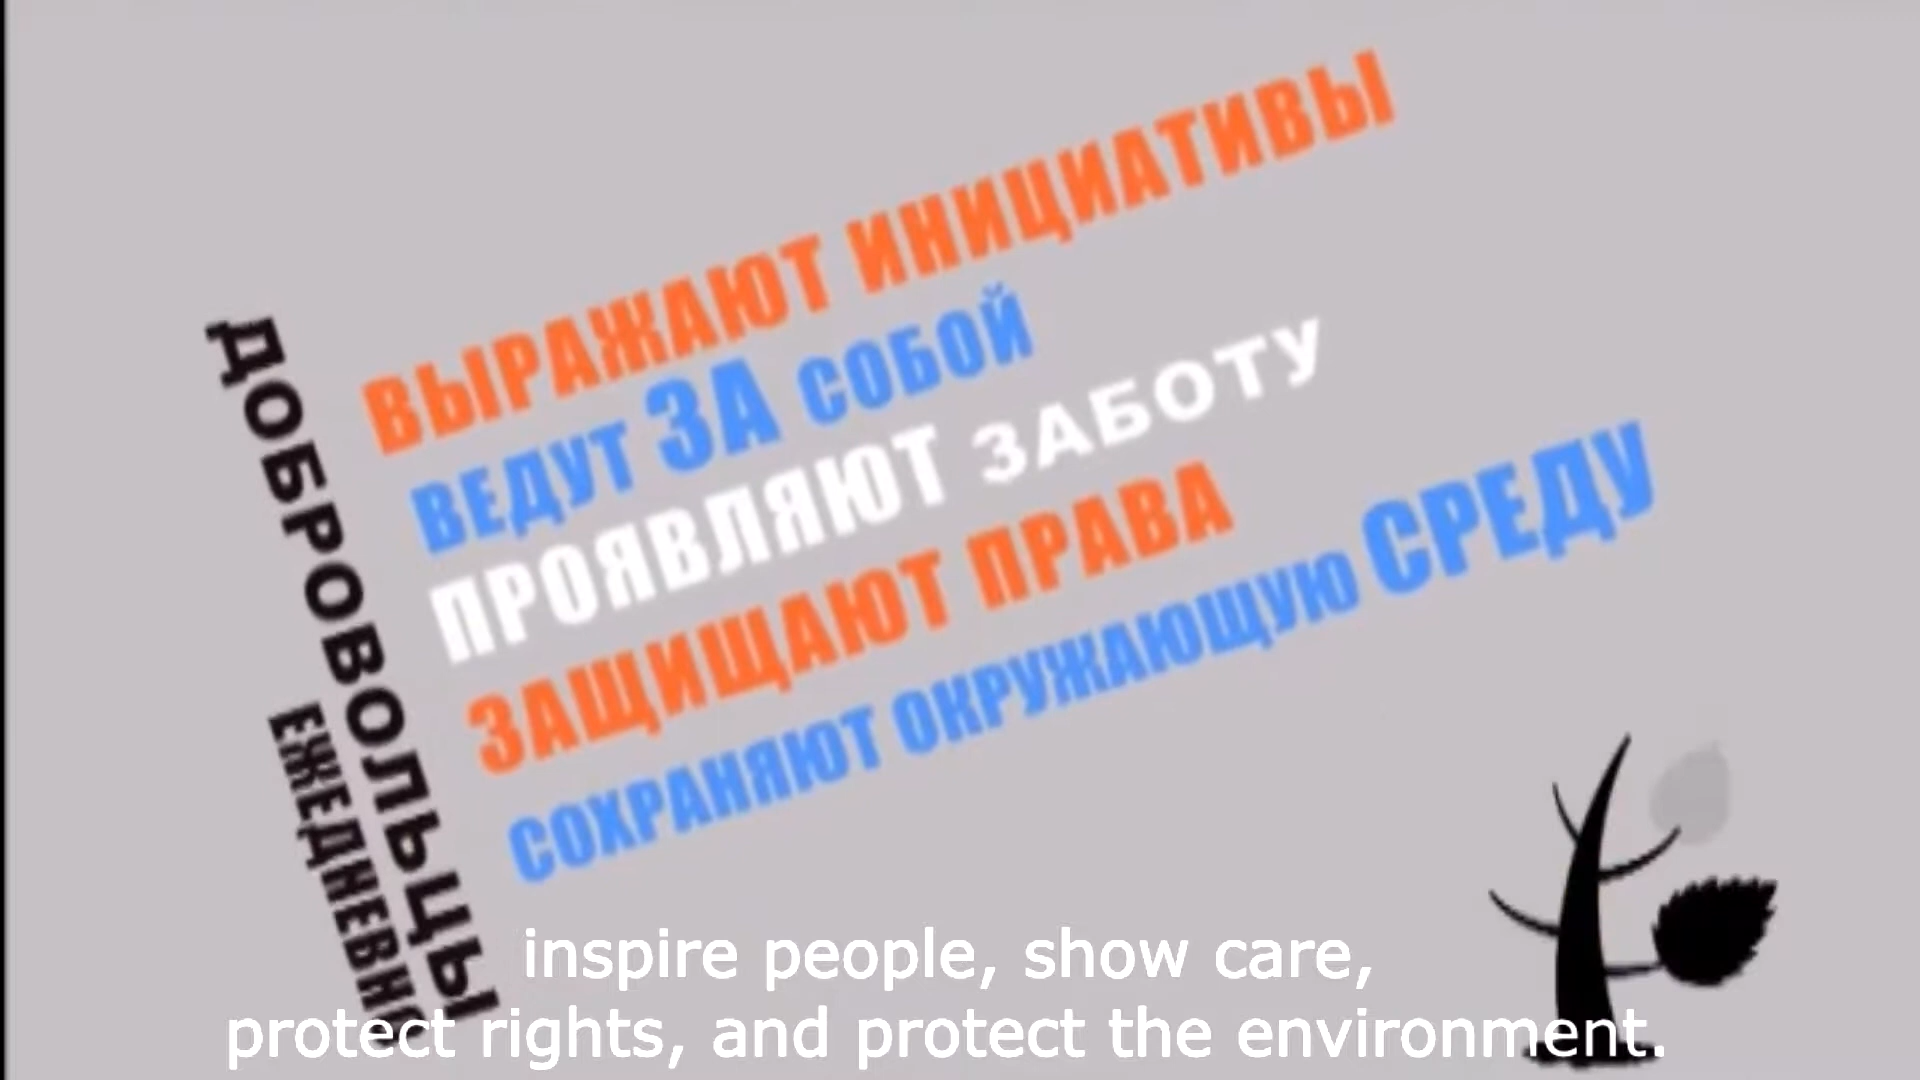 ДОБРОВОЛЬЦЫ
ЕЖЕДНЕВНО
ВЫРАЖАЮТ ИНИЦИАТИВЫ
ВЕДУТ ЗА СОБОЙ
ПРОЯВЛЯЮТ ЗАБОТУ
ЗАЩИЩАЮТ ПРАВА
СОХРАНЯЮТ ОКРУЖАЮЩУЮ СРЕДУ
inspire people, show care,
protect rights, and protect the environment.